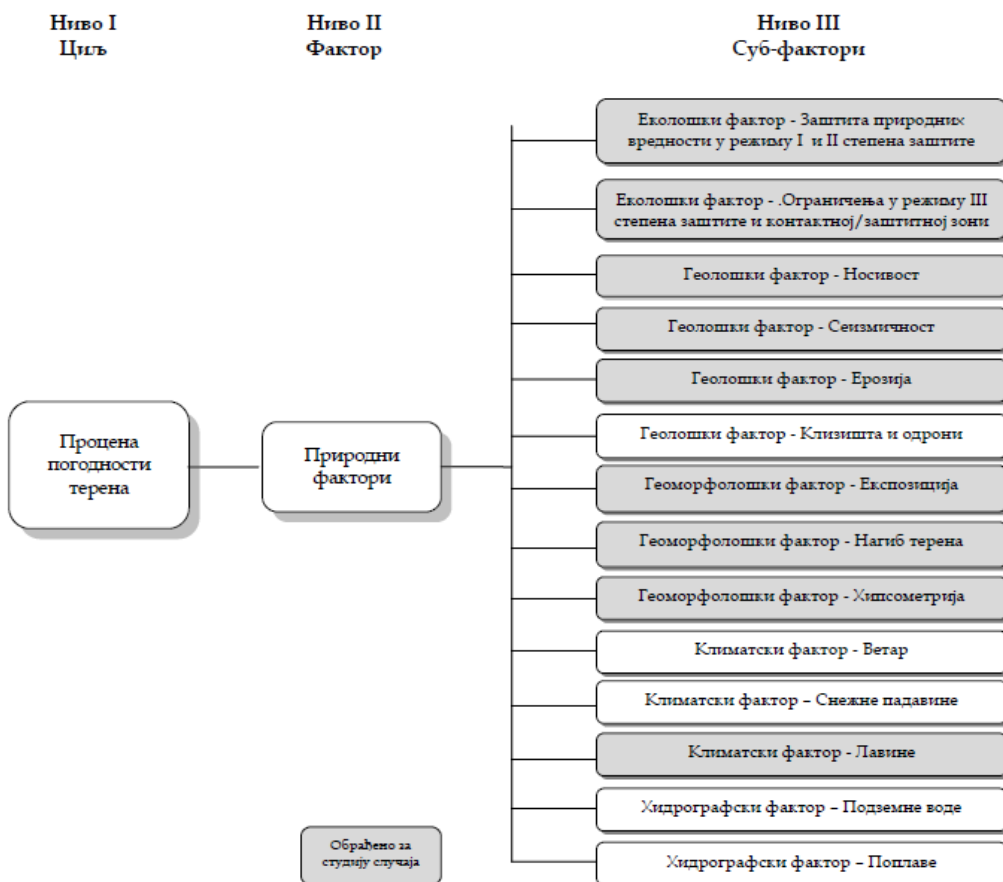 Ниво I
Циљ
Ниво II
Фактор
Ниво III
Суб-фактори
Еколошки фактор - Заштита природних
вредности у режиму I и II степена заштите
Еколошки фактор - .Ограничења у режиму III
степена заштите и контактној/заштитној зони
Геолошки фактор - Носивост
Геолошки фактор - Сеизмичност
Геолошки фактор - Ерозија
Геолошки фактор - Клизишта и одрони
Геоморфолошки фактор - Експозиција
Геоморфолошки фактор - Нагиб терена
Геоморфолошки фактор - Хипсометрија
Климатски фактор - Ветар
Климатски фактор – Снежне падавине
Климатски фактор - Лавине
Хидрографски фактор – Подземне воде
Хидрографски фактор – Поплаве
Процена
погодности
терена
Природни
фактори
Обрађено за
студију случаја